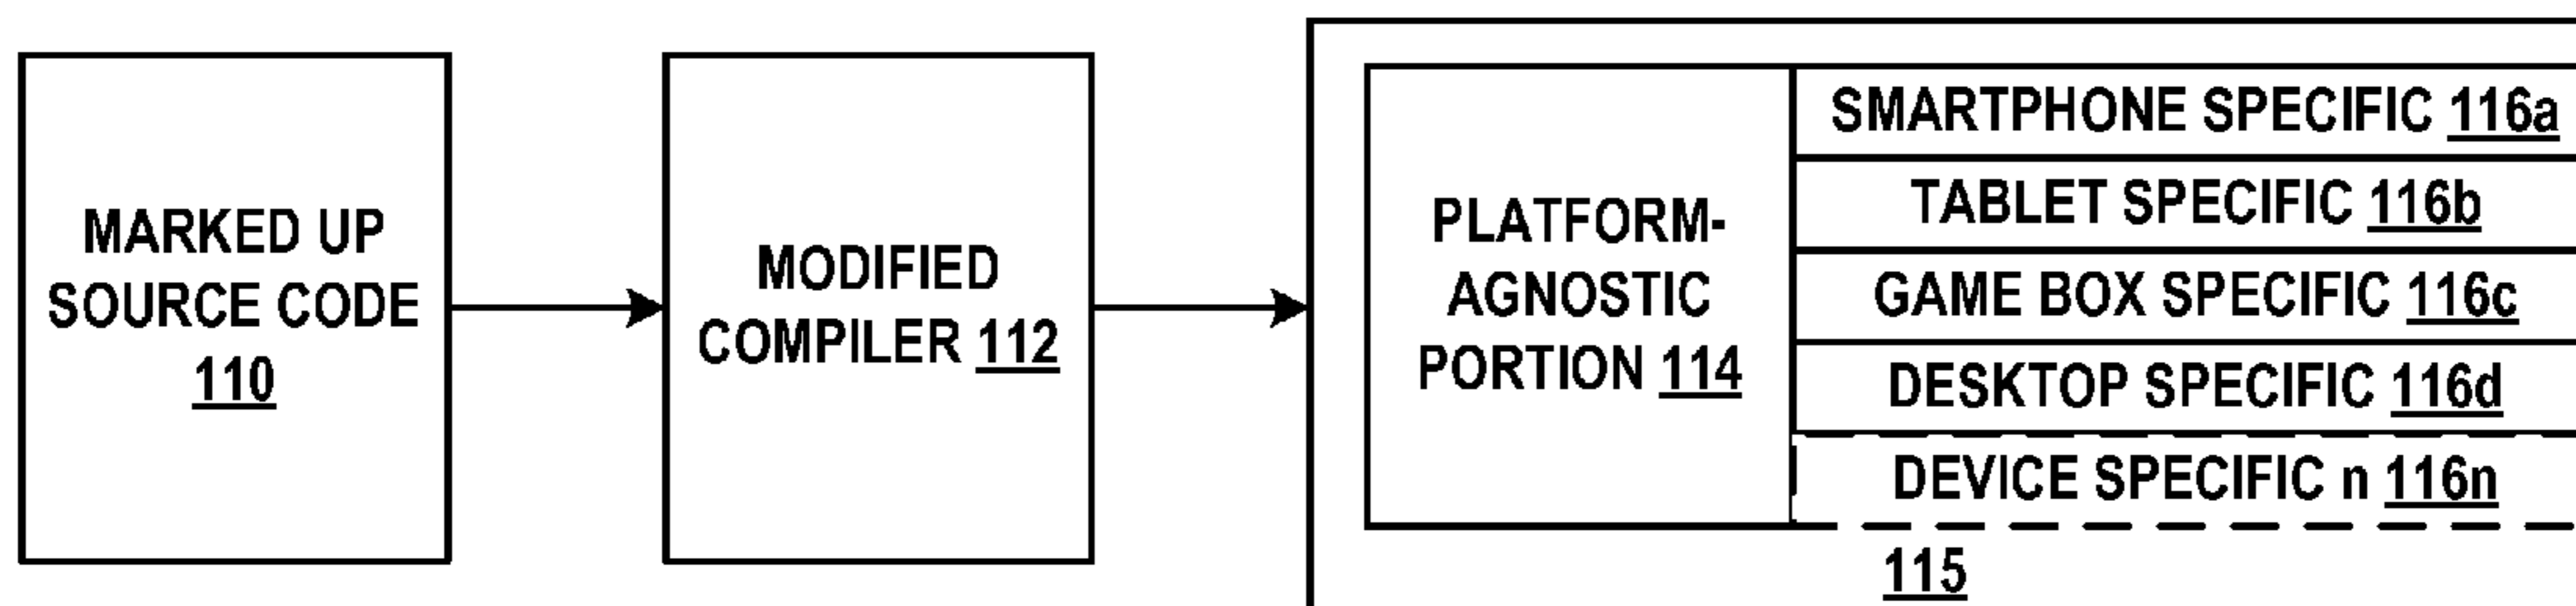 MARKED UP
SOURCE CODE
110
MODIFIED
COMPILER 112
PLATFORM-
AGNOSTIC
PORTION 114
SMARTPHONE SPECIFIC 116a
TABLET SPECIFIC 116b
GAME BOX SPECIFIC 116c
DESKTOP SPECIFIC 116d
DEVICE SPECIFIC n 116n
115